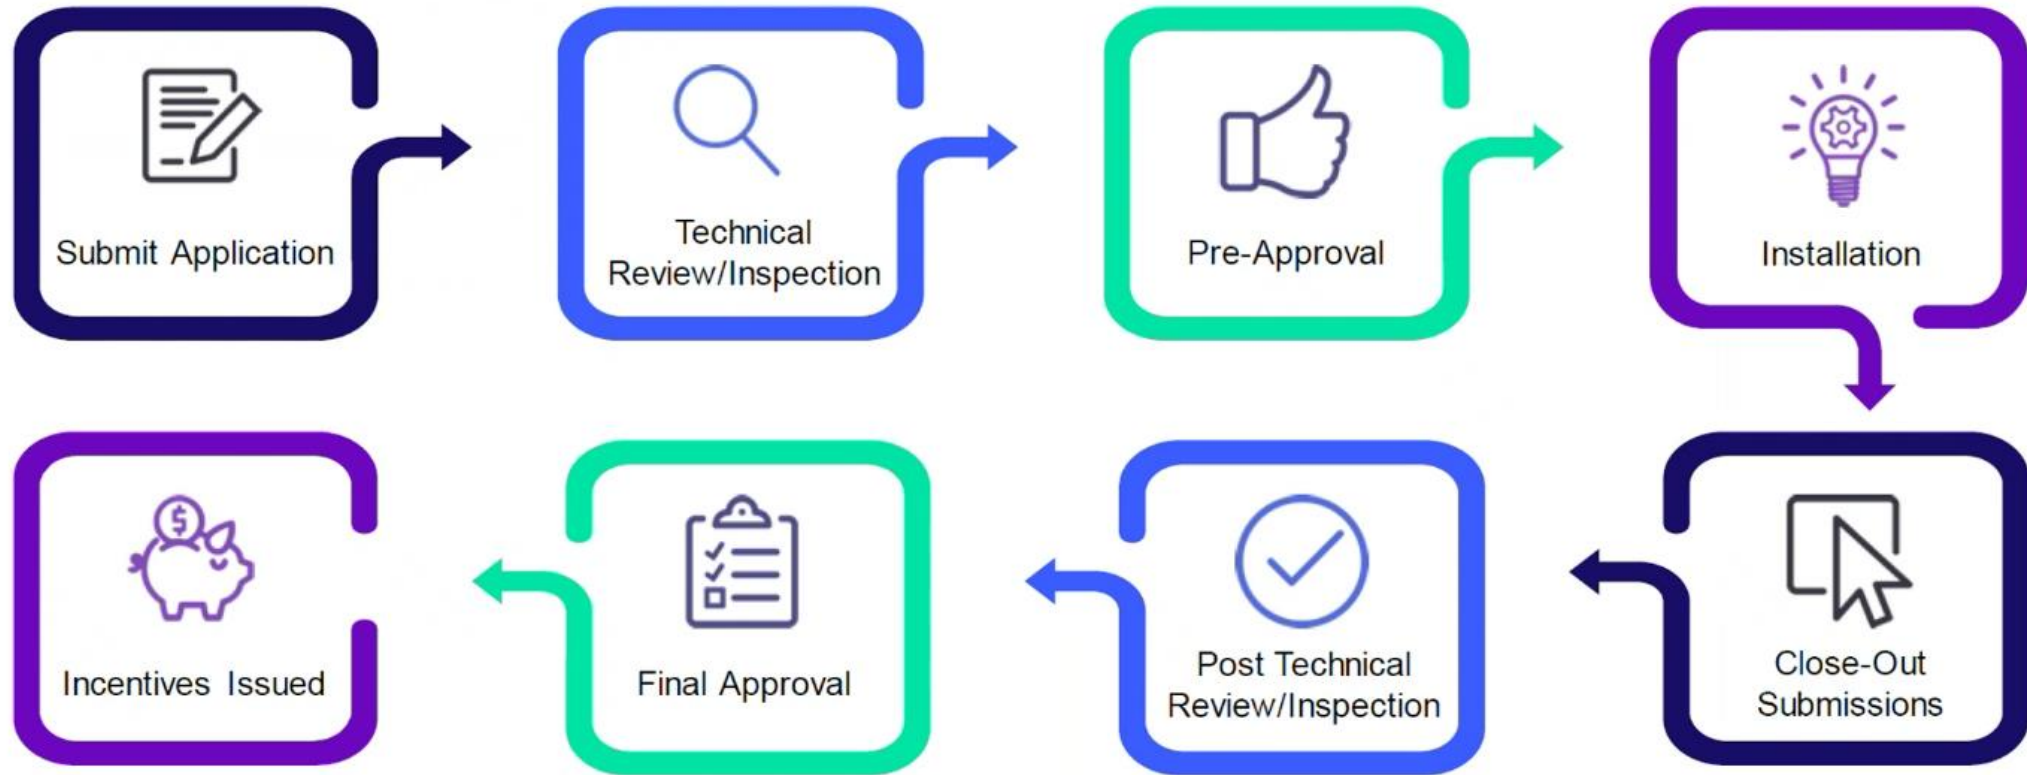 Submit Application
Technical
Review/Inspection
Pre-Approval
Installation
Close-Out
Submissions
Post Technical
Review/Inspection
Final Approval
Incentives Issued
$